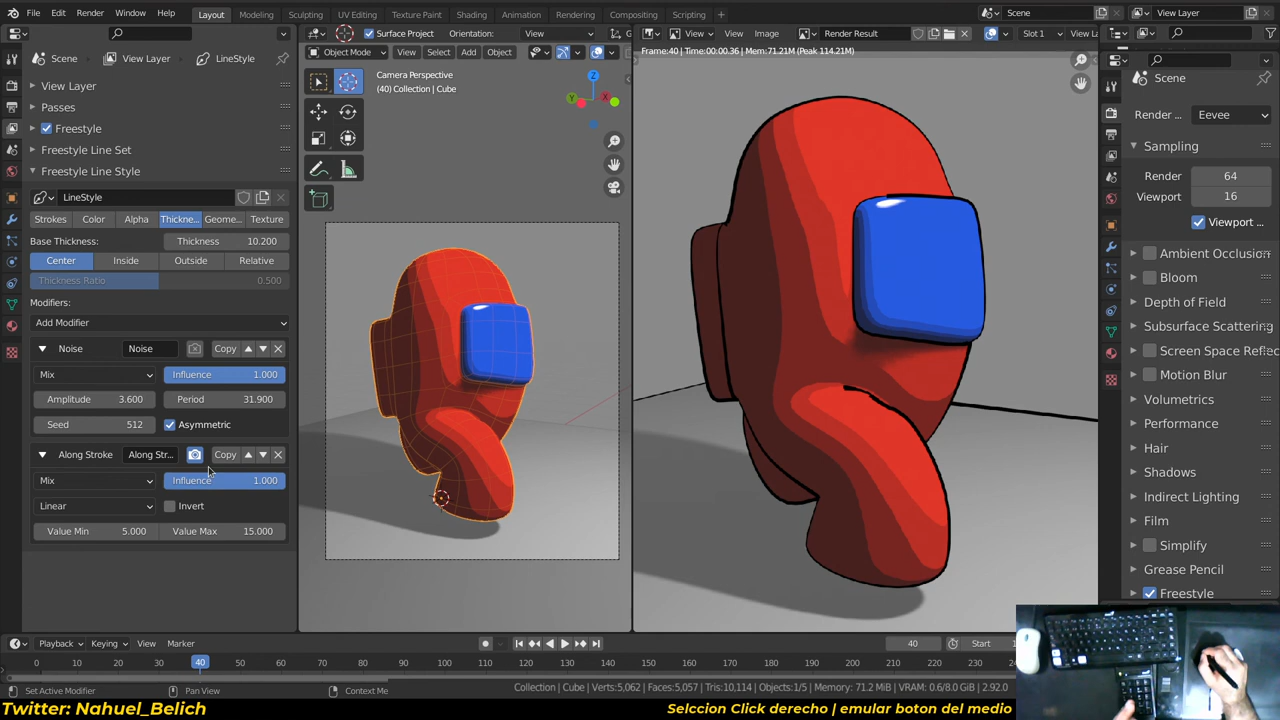 File Edit Render Window Help Layout Modeling Sculpting UV Editing Texture Paint Shading Animation Rendering Compositing Scripting + Scene View Layer
Surface Project Orientation: View
View Image Render Result Slot 1 View La
Scene > View Layer > LineStyle
Object Mode View Select Add Object
Frame:40 | Time:00:00.36 | Mem:71.21M (Peak 114.21M)
Camera Perspective
(40) Collection | Cube
Z
Y
X
View Layer
Passes
Freestyle
Freestyle Line Set
Freestyle Line Style
LineStyle
Strokes Color Alpha Thickne... Geome... Texture
Base Thickness: Thickness 10.200
Center Inside Outside Relative
Thickness Ratio 0.500
Modifiers:
Add Modifier
Noise Noise Copy
Mix Influence 1.000
Amplitude 3.600 Period 31.900
Seed 512 Asymmetric
Along Stroke Along Str... Copy
Mix Influence 1.000
Linear Invert
Value Min 5.000 Value Max 15.000
Scene
Render ... Eevee
Sampling
Render 64
Viewport 16
Viewport ...
Ambient Occlusion
Bloom
Depth of Field
Subsurface Scattering
Screen Space Reflec
Motion Blur
Volumetrics
Performance
Hair
Shadows
Indirect Lighting
Film
Simplify
Grease Pencil
Freestyle
Playback Keying View Marker 40 Start
0 10 20 30 40 50 60 70 80 90 100 110 120 130 140 150 160 170 180 190 200 210 220 230
Set Active Modifier Pan View Context Me Collection | Cube | Verts:5,062 | Faces:5,057 | Tris:10,114 | Objects:1/5 | Memory: 71.2 MiB | VRAM: 0.6/8.0 GiB | 2.92.0
Twitter: Nahuel_Belich Selccion Click derecho | emular boton del medio